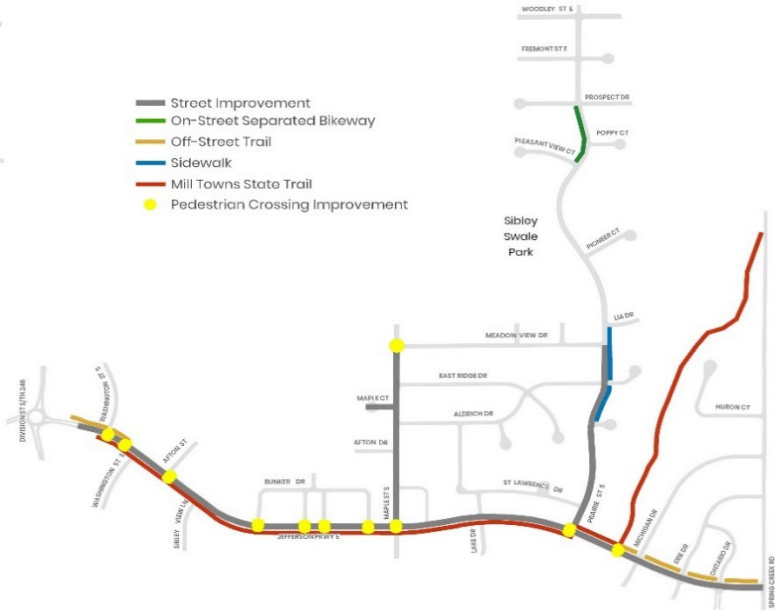 WOODLEY ST E
FREMONT ST E
PROSPECT DR
POPPY CT
PLEASANT VIEW CT
Street Improvement
On-Street Separated Bikeway
Off-Street Trail
Sidewalk
Mill Towns State Trail
Pedestrian Crossing Improvement
Sibley
Swale
Park
PIONEER CT
LIA DR
MEADOW VIEW DR
EAST RIDGE DR
MAPLE CT
ALDRICH DR
HURON CT
DIVISION ST S/TH 246
WASHINGTON ST S
AFTON ST
AFTON DR
WASHINGTON ST S
BUNKER DR
ST LAWRENCE DR
MAPLE ST S
PRAIRIE ST S
SIBLEY VIEW LN
JEFFERSON PKWY E
LAKE DR
MICHIGAN DR
ERIE DR
ONTARIO DR
SPRING CREEK RD